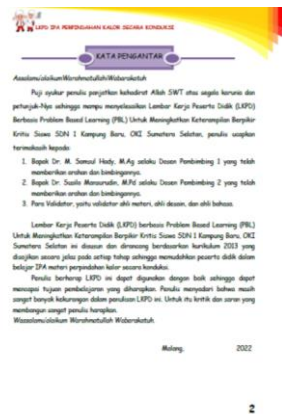 LKPD IPA PERPINDAHAN KALOR SECARA KONDUKSI
KATA PENGANTAR
Assalamu'alaikum Warohmatullahi Wabarokatuh
Puji syukur penulis panjatkan kehadirat Allah SWT atas segala karunia dan
petunjuk-Nya sehingga mampu menyelesaikan Lembar Kerja Peserta Didik (LKPD)
Berbasis Problem Based Learning (PBL) Untuk Meningkatkan Keterampilan Berpikir
Kritis Siswa SDN 1 Kampung Baru, OKI Sumatera Selatan, penulis ucapkan
terimakasih kepada:
1. Bapak Dr. M. Samsul Hady, M.Ag selaku Dosen Pembimbing 1 yang telah
memberikan arahan dan bimbingannya.
2. Bapak Dr. Susilo Mansurudin, M.Pd selaku Dosen Pembimbing 2 yang telah
memberikan arahan dan bimbingannya.
3. Para Validator, yaitu validator ahli materi, ahli desain, dan ahli bahasa.
Lembar Kerja Peserta Didik (LKPD) berbasis Problem Based Learning (PBL)
Untuk Meningkatkan Keterampilan Berpikir Kritis Siswa SDN 1 Kampung Baru, OKI
Sumatera Selatan ini disusun dan dirancang berdasarkan kurikulum 2013 yang
disajikan secara jelas pada setiap tahap sehingga memudahkan peserta didik dalam
belajar IPA materi perpindahan kalor secara konduksi.
Penulis berharap LKPD ini dapat digunakan dengan baik sehingga dapat
mencapai tujuan pembelajaran yang diharapkan. Penulis menyadari bahwa masih
sangat banyak kekurangan dalam penulisan LKPD ini. Untuk itu kritik dan saran yang
membangun sangat penulis harapkan.
Wassalamu'alaikum Warohmatullah Wabarokatuh.
Malang, 2022
2